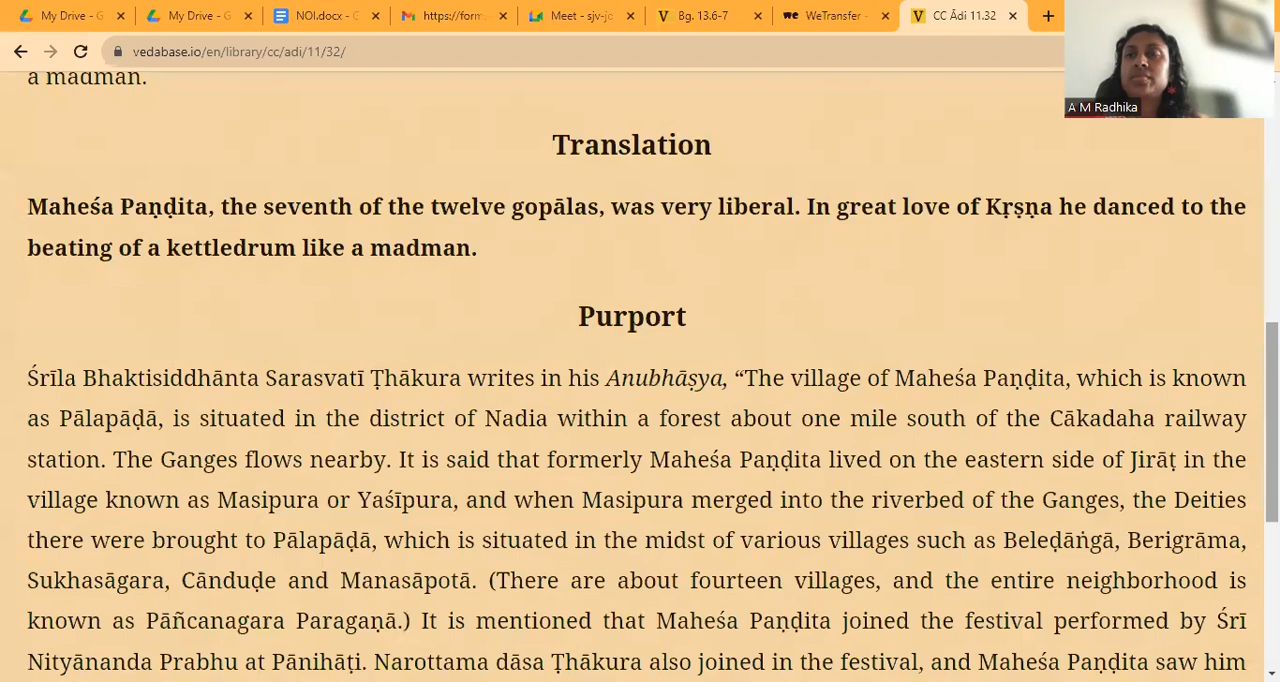 My Drive - G
My Drive - G
NOI.docx - G
https://form
Meet - sjv-jc
Bg. 13.6-7
WeTransfer -
CC Ādi 11.32
vedabase.io/en/library/cc/adi/11/32/
A M Radhika
a madman.
Translation
Maheśa Paṇḍita, the seventh of the twelve gopālas, was very liberal. In great love of Kṛṣṇa he danced to the
beating of a kettledrum like a madman.
Purport
Śrīla Bhaktisiddhānta Sarasvatī Ṭhākura writes in his Anubhāṣya, “The village of Maheśa Paṇḍita, which is known
as Pālapāḍā, is situated in the district of Nadia within a forest about one mile south of the Cākadaha railway
station. The Ganges flows nearby. It is said that formerly Maheśa Paṇḍita lived on the eastern side of Jirāṭ in the
village known as Masipura or Yaśīpura, and when Masipura merged into the riverbed of the Ganges, the Deities
there were brought to Pālapāḍā, which is situated in the midst of various villages such as Beleḍāṅgā, Berigrāma,
Sukhasāgara, Cānduḍe and Manasāpotā. (There are about fourteen villages, and the entire neighborhood is
known as Pāñcanagara Paragaṇā.) It is mentioned that Maheśa Paṇḍita joined the festival performed by Śrī
Nityānanda Prabhu at Pānihāṭi. Narottama dāsa Ṭhākura also joined in the festival, and Maheśa Paṇḍita saw him